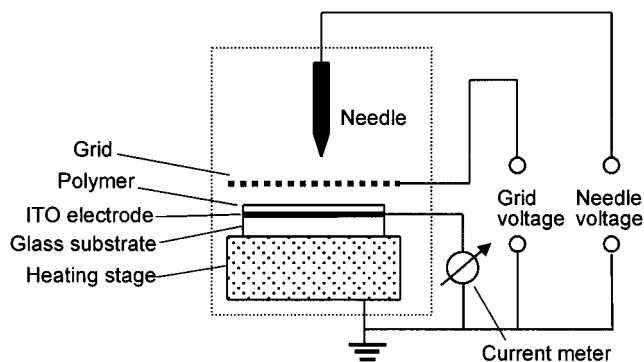 Needle
Grid
Polymer
ITO electrode
Glass substrate
Heating stage
Grid
voltage
Needle
voltage
Current meter